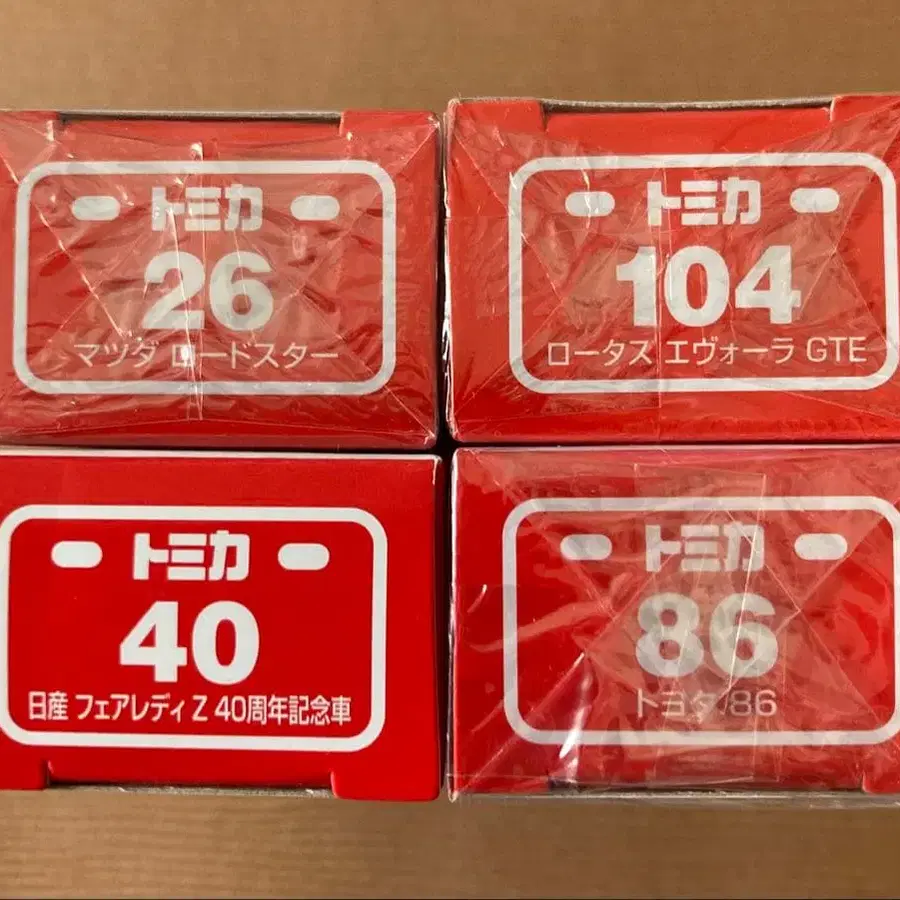 トミカ
26
マツダ ロードスター
トミカ
104
ロータス エヴォーラ GTE
トミカ
40
日産 フェアレディ Z 40周年記念車
トミカ
86
トヨタ 86